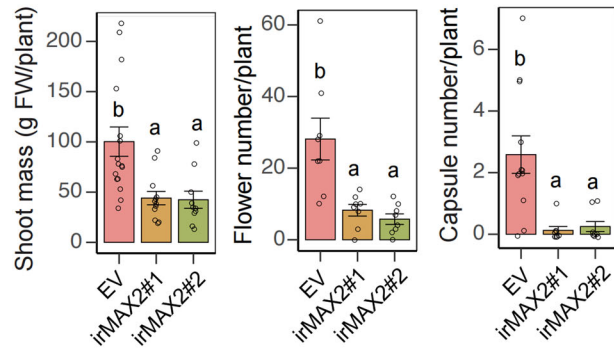 Shoot mass (g FW/plant)
200
150
100
50
0
b
a
a
EV
irMAX2#1
irMAX2#2
Flower number/plant
60
40
20
0
b
a
a
EV
irMAX2#1
irMAX2#2
Capsule number/plant
6
4
2
0
b
a
a
EV
irMAX2#1
irMAX2#2